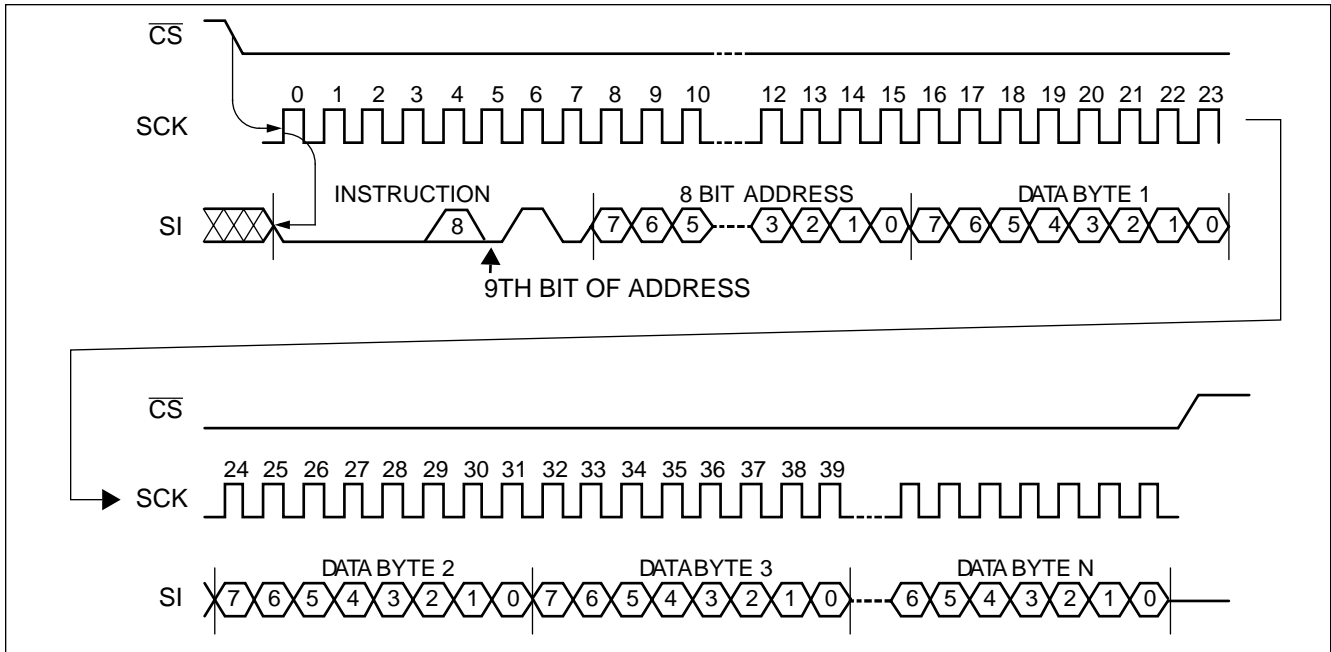 CS
0 1 2 3 4 5 6 7 8 9 10 12 13 14 15 16 17 18 19 20 21 22 23
SCK
INSTRUCTION 8 BIT ADDRESS DATA BYTE 1
SI 8 7 6 5 3 2 1 0 7 6 5 4 3 2 1 0
9TH BIT OF ADDRESS
CS
24 25 26 27 28 29 30 31 32 33 34 35 36 37 38 39
SCK
DATA BYTE 2 DATA BYTE 3 DATA BYTE N
SI 7 6 5 4 3 2 1 0 7 6 5 4 3 2 1 0 6 5 4 3 2 1 0